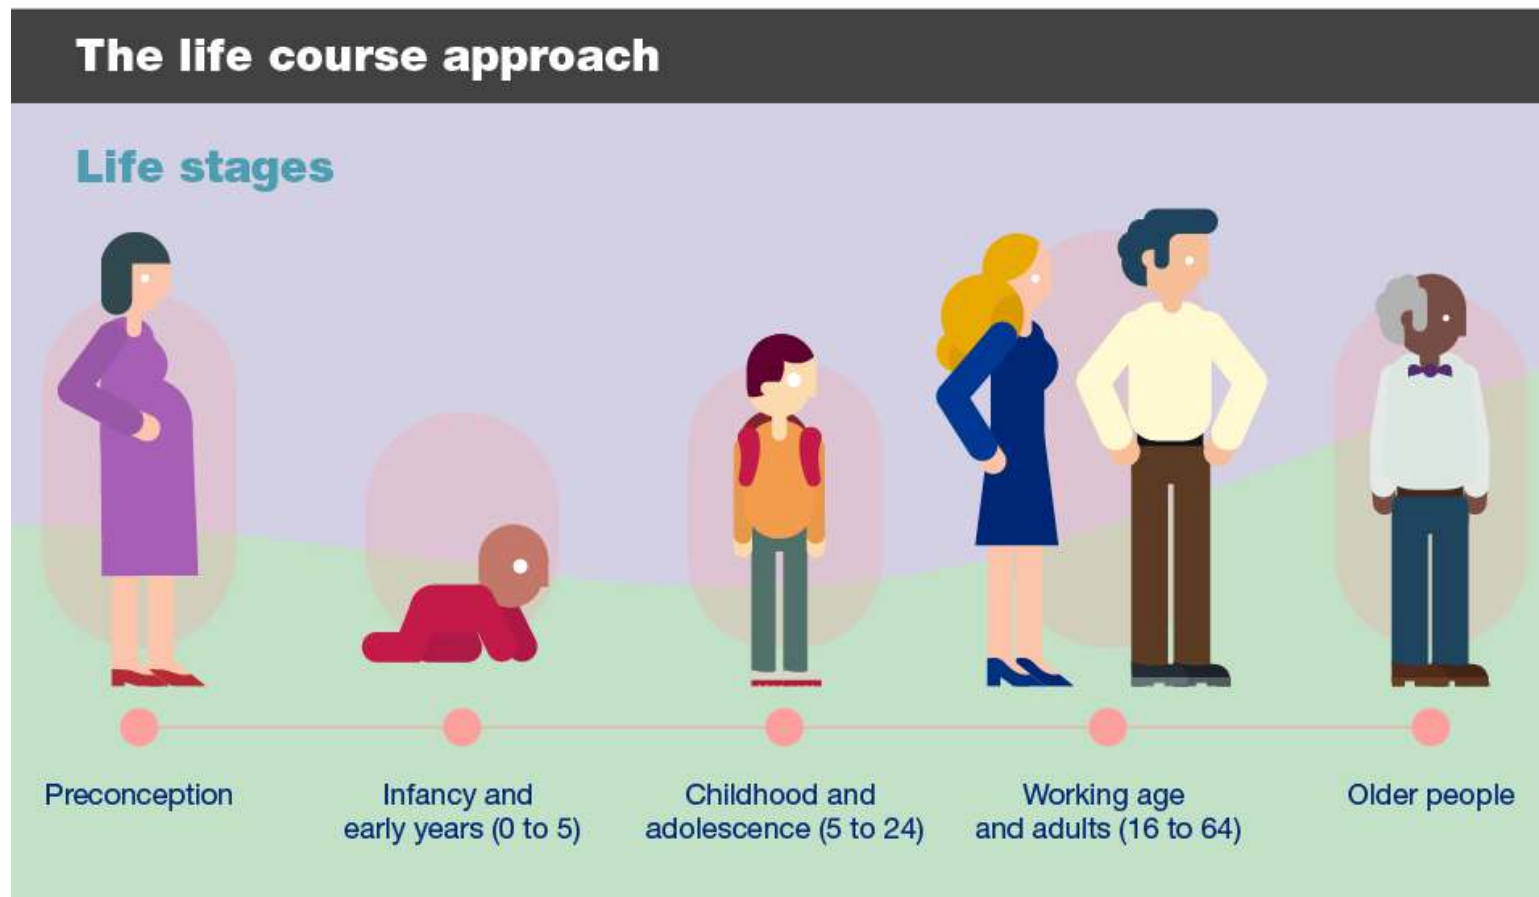 The life course approach
Life stages
Preconception
Infancy and
early years (0 to 5)
Childhood and
adolescence (5 to 24)
Working age
and adults (16 to 64)
Older people